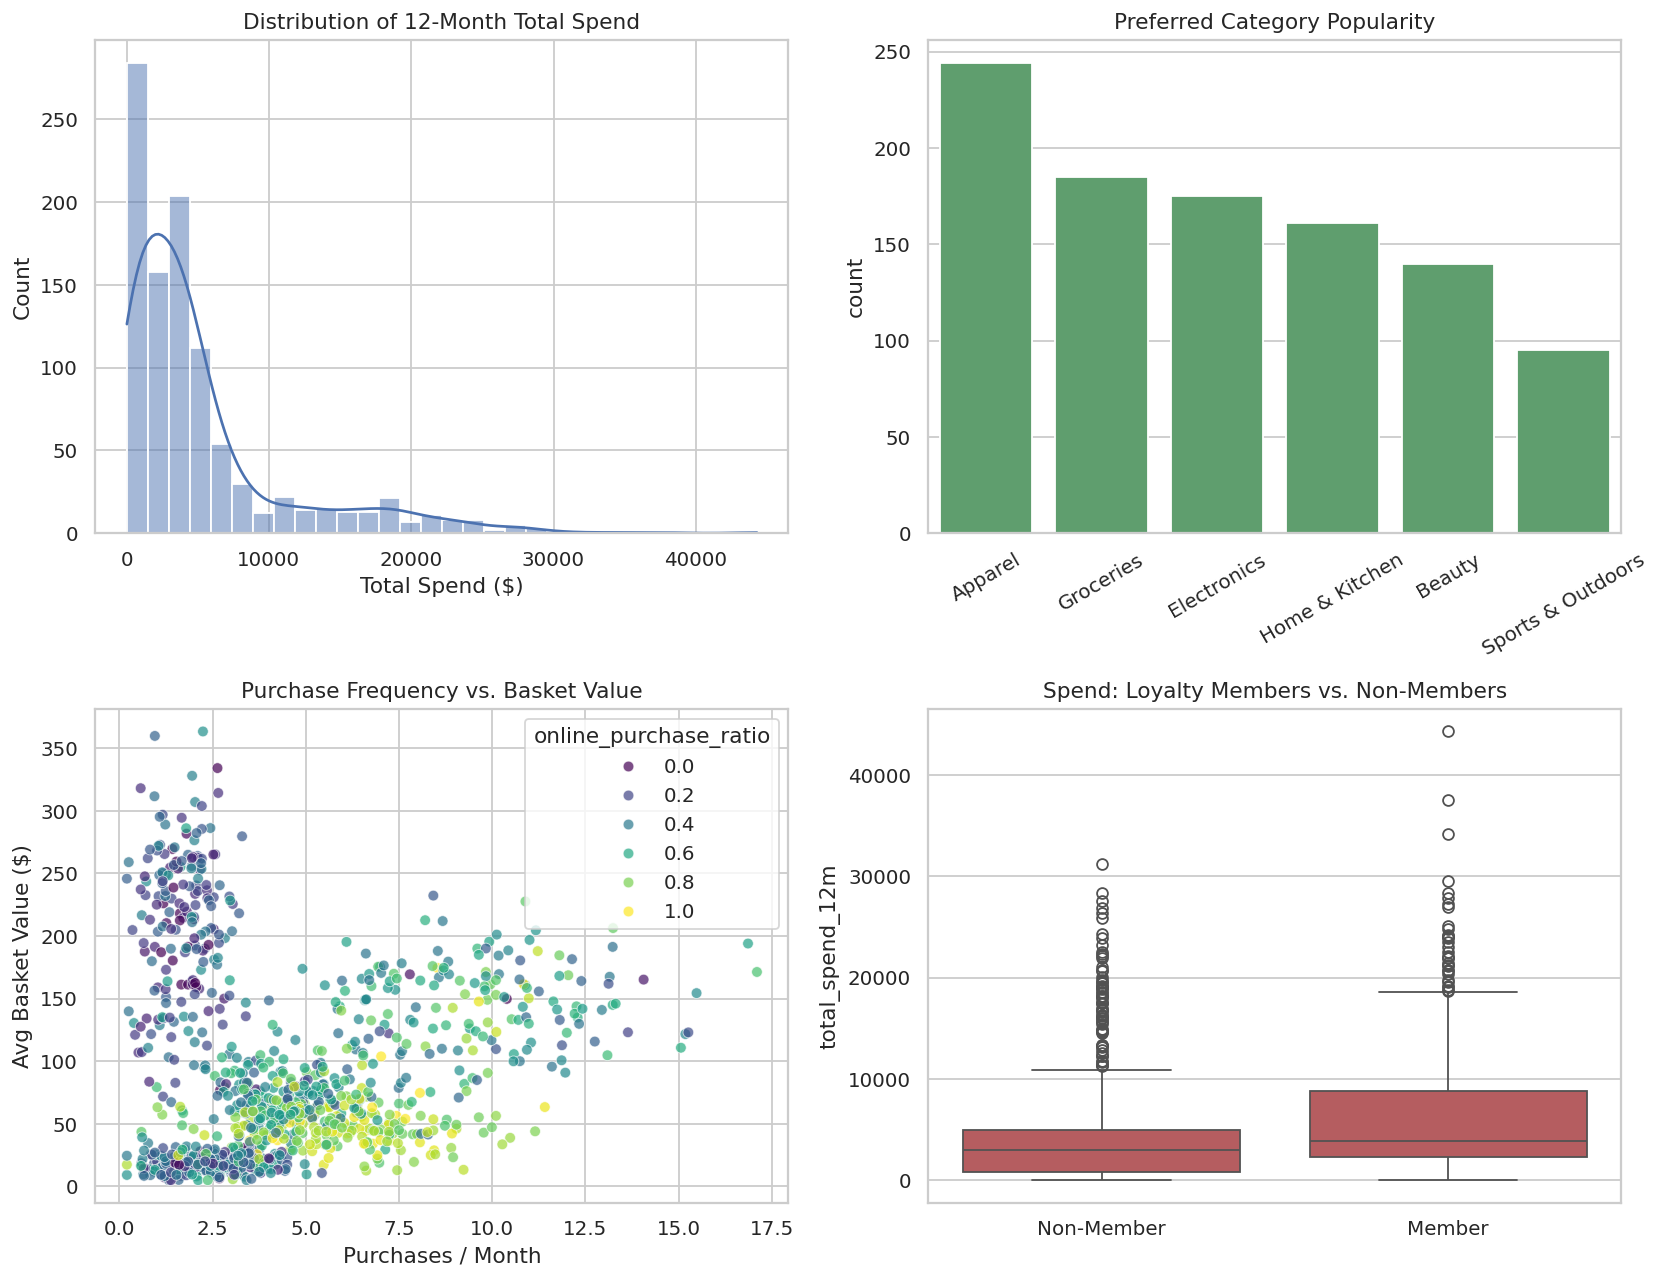 Distribution of 12-Month Total Spend
Count
250
200
150
100
50
0
0 10000 20000 30000 40000
Total Spend ($)
Preferred Category Popularity
count
250
200
150
100
50
0
Apparel
Groceries
Electronics
Home & Kitchen
Beauty
Sports & Outdoors
Purchase Frequency vs. Basket Value
Avg Basket Value ($)
350
300
250
200
150
100
50
0
online_purchase_ratio
0.0
0.2
0.4
0.6
0.8
1.0
0.0 2.5 5.0 7.5 10.0 12.5 15.0 17.5
Purchases / Month
Spend: Loyalty Members vs. Non-Members
total_spend_12m
40000
30000
20000
10000
0
Non-Member Member